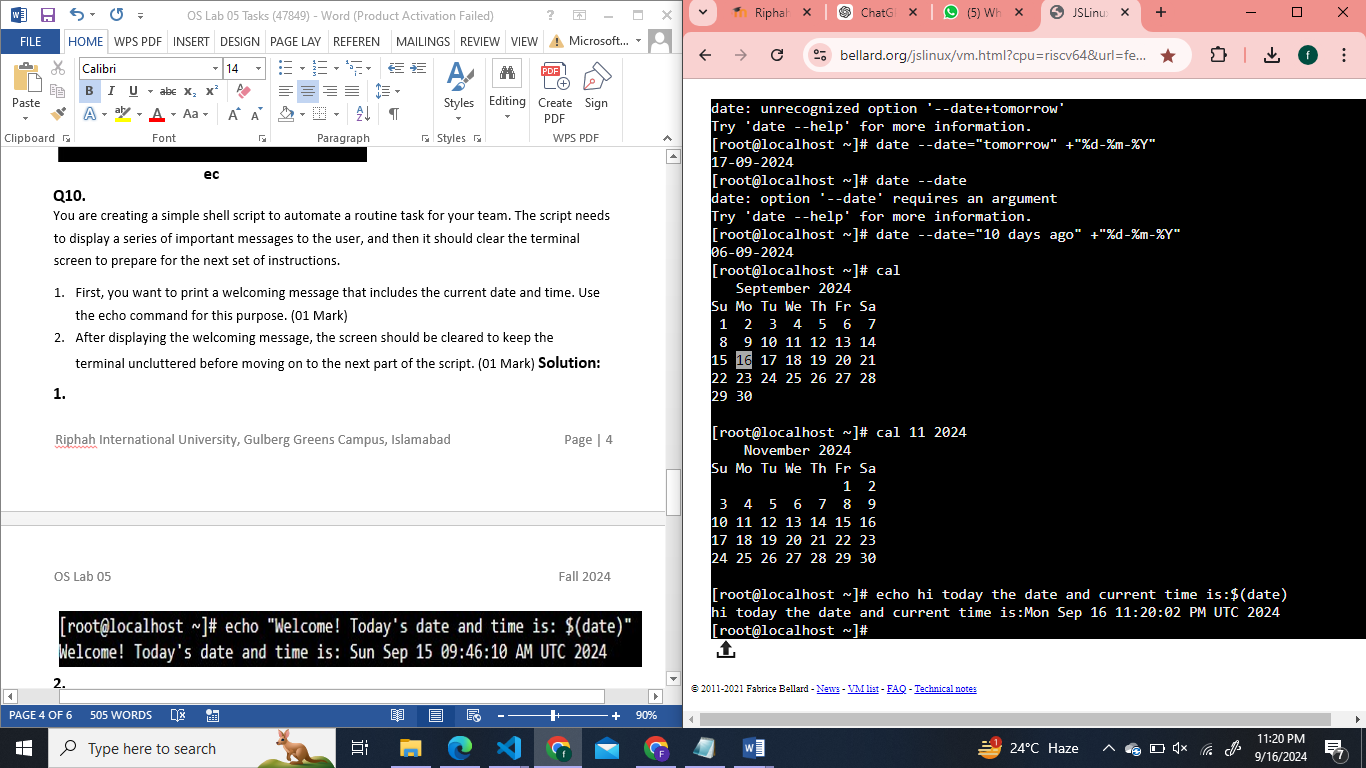 OS Lab 05 Tasks (47849) - Word (Product Activation Failed)
FILE HOME WPS PDF INSERT DESIGN PAGE LAY REFEREN MAILINGS REVIEW VIEW Microsoft...
Calibri 14
Paste
B I U abc x₂ x²
A ab A Aa A A
Styles Editing Create PDF Sign
Clipboard Font Paragraph Styles WPS PDF
ec
Q10.
You are creating a simple shell script to automate a routine task for your team. The script needs
to display a series of important messages to the user, and then it should clear the terminal
screen to prepare for the next set of instructions.
1. First, you want to print a welcoming message that includes the current date and time. Use
the echo command for this purpose. (01 Mark)
2. After displaying the welcoming message, the screen should be cleared to keep the
terminal uncluttered before moving on to the next part of the script. (01 Mark) Solution:
1.
Riphah International University, Gulberg Greens Campus, Islamabad Page | 4
OS Lab 05 Fall 2024
[root@localhost ~]# echo "Welcome! Today's date and time is: $(date)"
Welcome! Today's date and time is: Sun Sep 15 09:46:10 AM UTC 2024
2.
PAGE 4 OF 6 505 WORDS 90%
Riphah ChatG (5) Wh JSLinu
bellard.org/jslinux/vm.html?cpu=riscv64&url=fe... f
date: unrecognized option '--date+tomorrow'
Try 'date --help' for more information.
[root@localhost ~]# date --date="tomorrow" +"%d-%m-%Y"
17-09-2024
[root@localhost ~]# date --date
date: option '--date' requires an argument
Try 'date --help' for more information.
[root@localhost ~]# date --date="10 days ago" +"%d-%m-%Y"
06-09-2024
[root@localhost ~]# cal
September 2024
Su Mo Tu We Th Fr Sa
1 2 3 4 5 6 7
8 9 10 11 12 13 14
15 16 17 18 19 20 21
22 23 24 25 26 27 28
29 30
[root@localhost ~]# cal 11 2024
November 2024
Su Mo Tu We Th Fr Sa
1 2
3 4 5 6 7 8 9
10 11 12 13 14 15 16
17 18 19 20 21 22 23
24 25 26 27 28 29 30
[root@localhost ~]# echo hi today the date and current time is:$(date)
hi today the date and current time is:Mon Sep 16 11:20:02 PM UTC 2024
[root@localhost ~]#
© 2011-2021 Fabrice Bellard - News - VM list - FAQ - Technical notes
Type here to search
24°C Haze
11:20 PM
9/16/2024
7